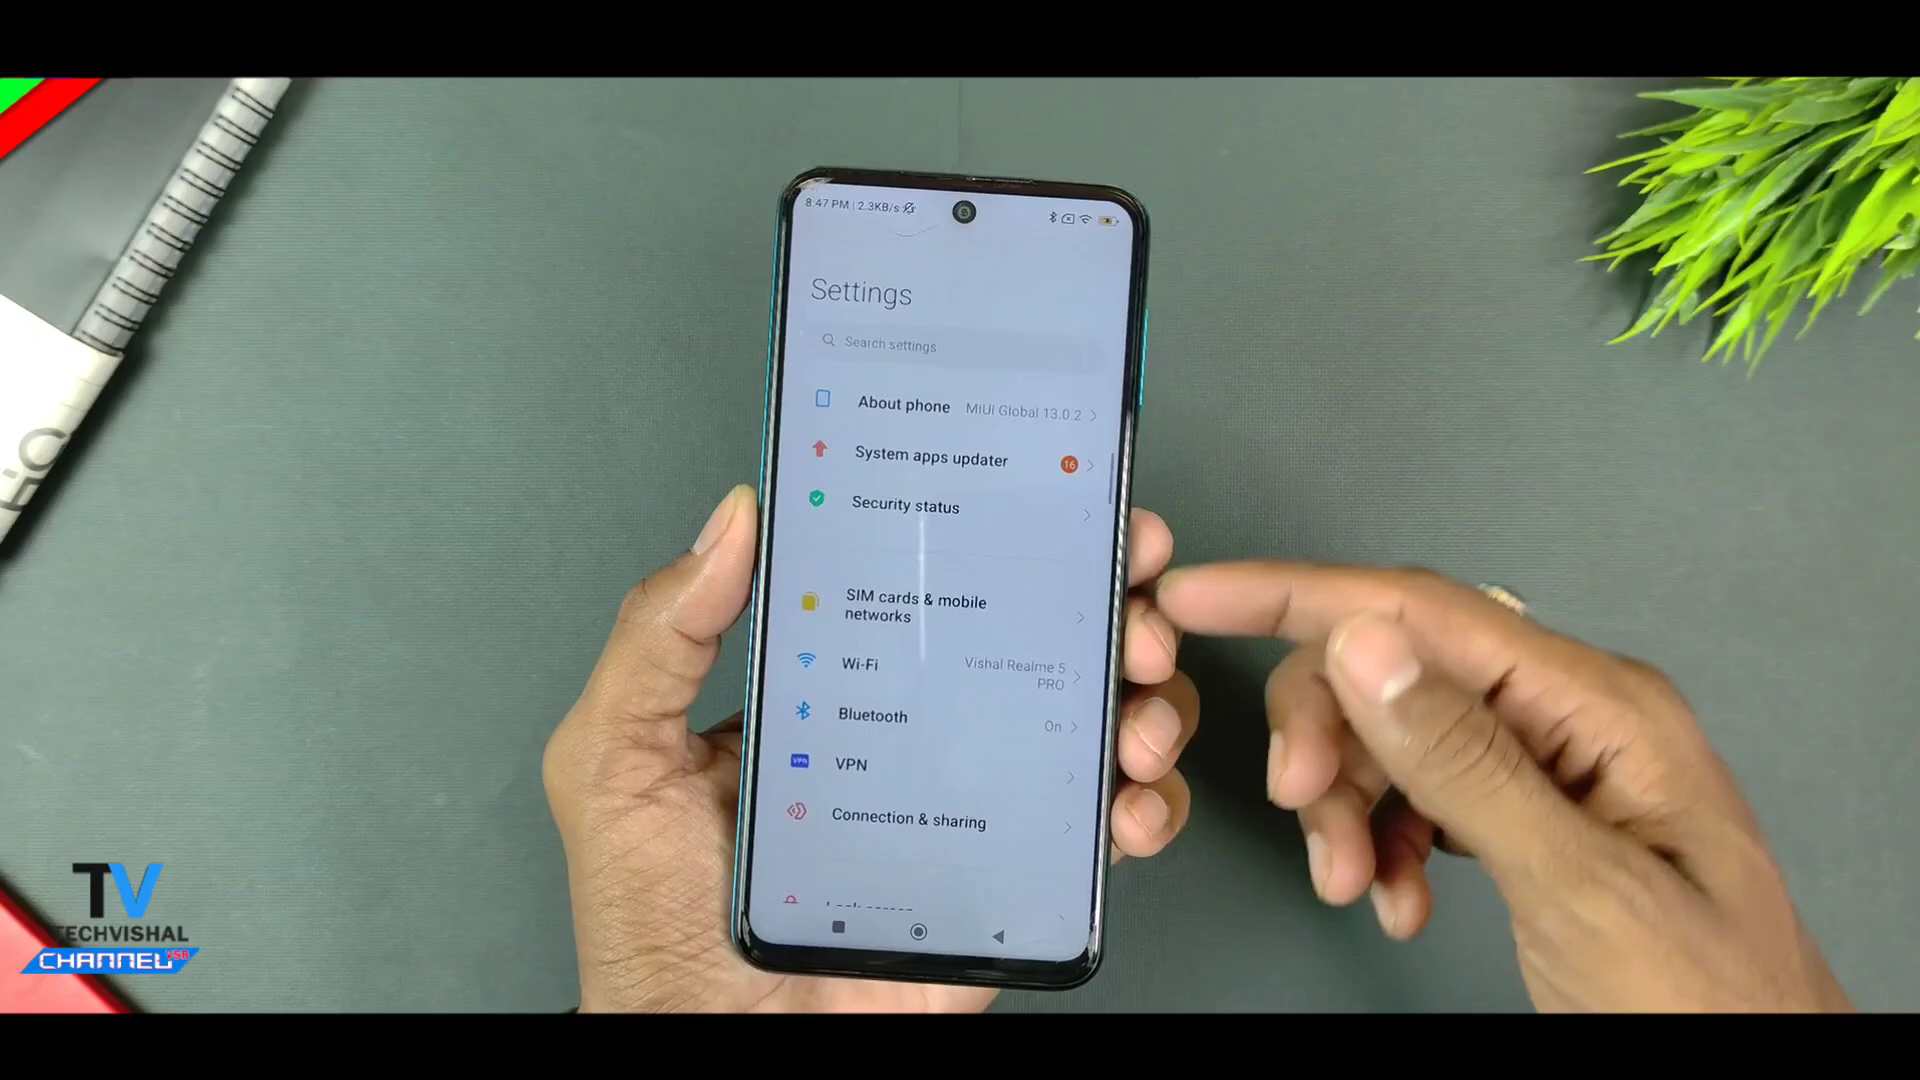 8:47 PM | 2.3KB/s
Settings
Search settings
About phone MIUI Global 13.0.2
System apps updater 16
Security status
SIM cards & mobile
networks
Wi-Fi Vishal Realme 5
PRO
Bluetooth On
VPN VPN
Connection & sharing
TV
TECHVISHAL
CHANNEL VSB